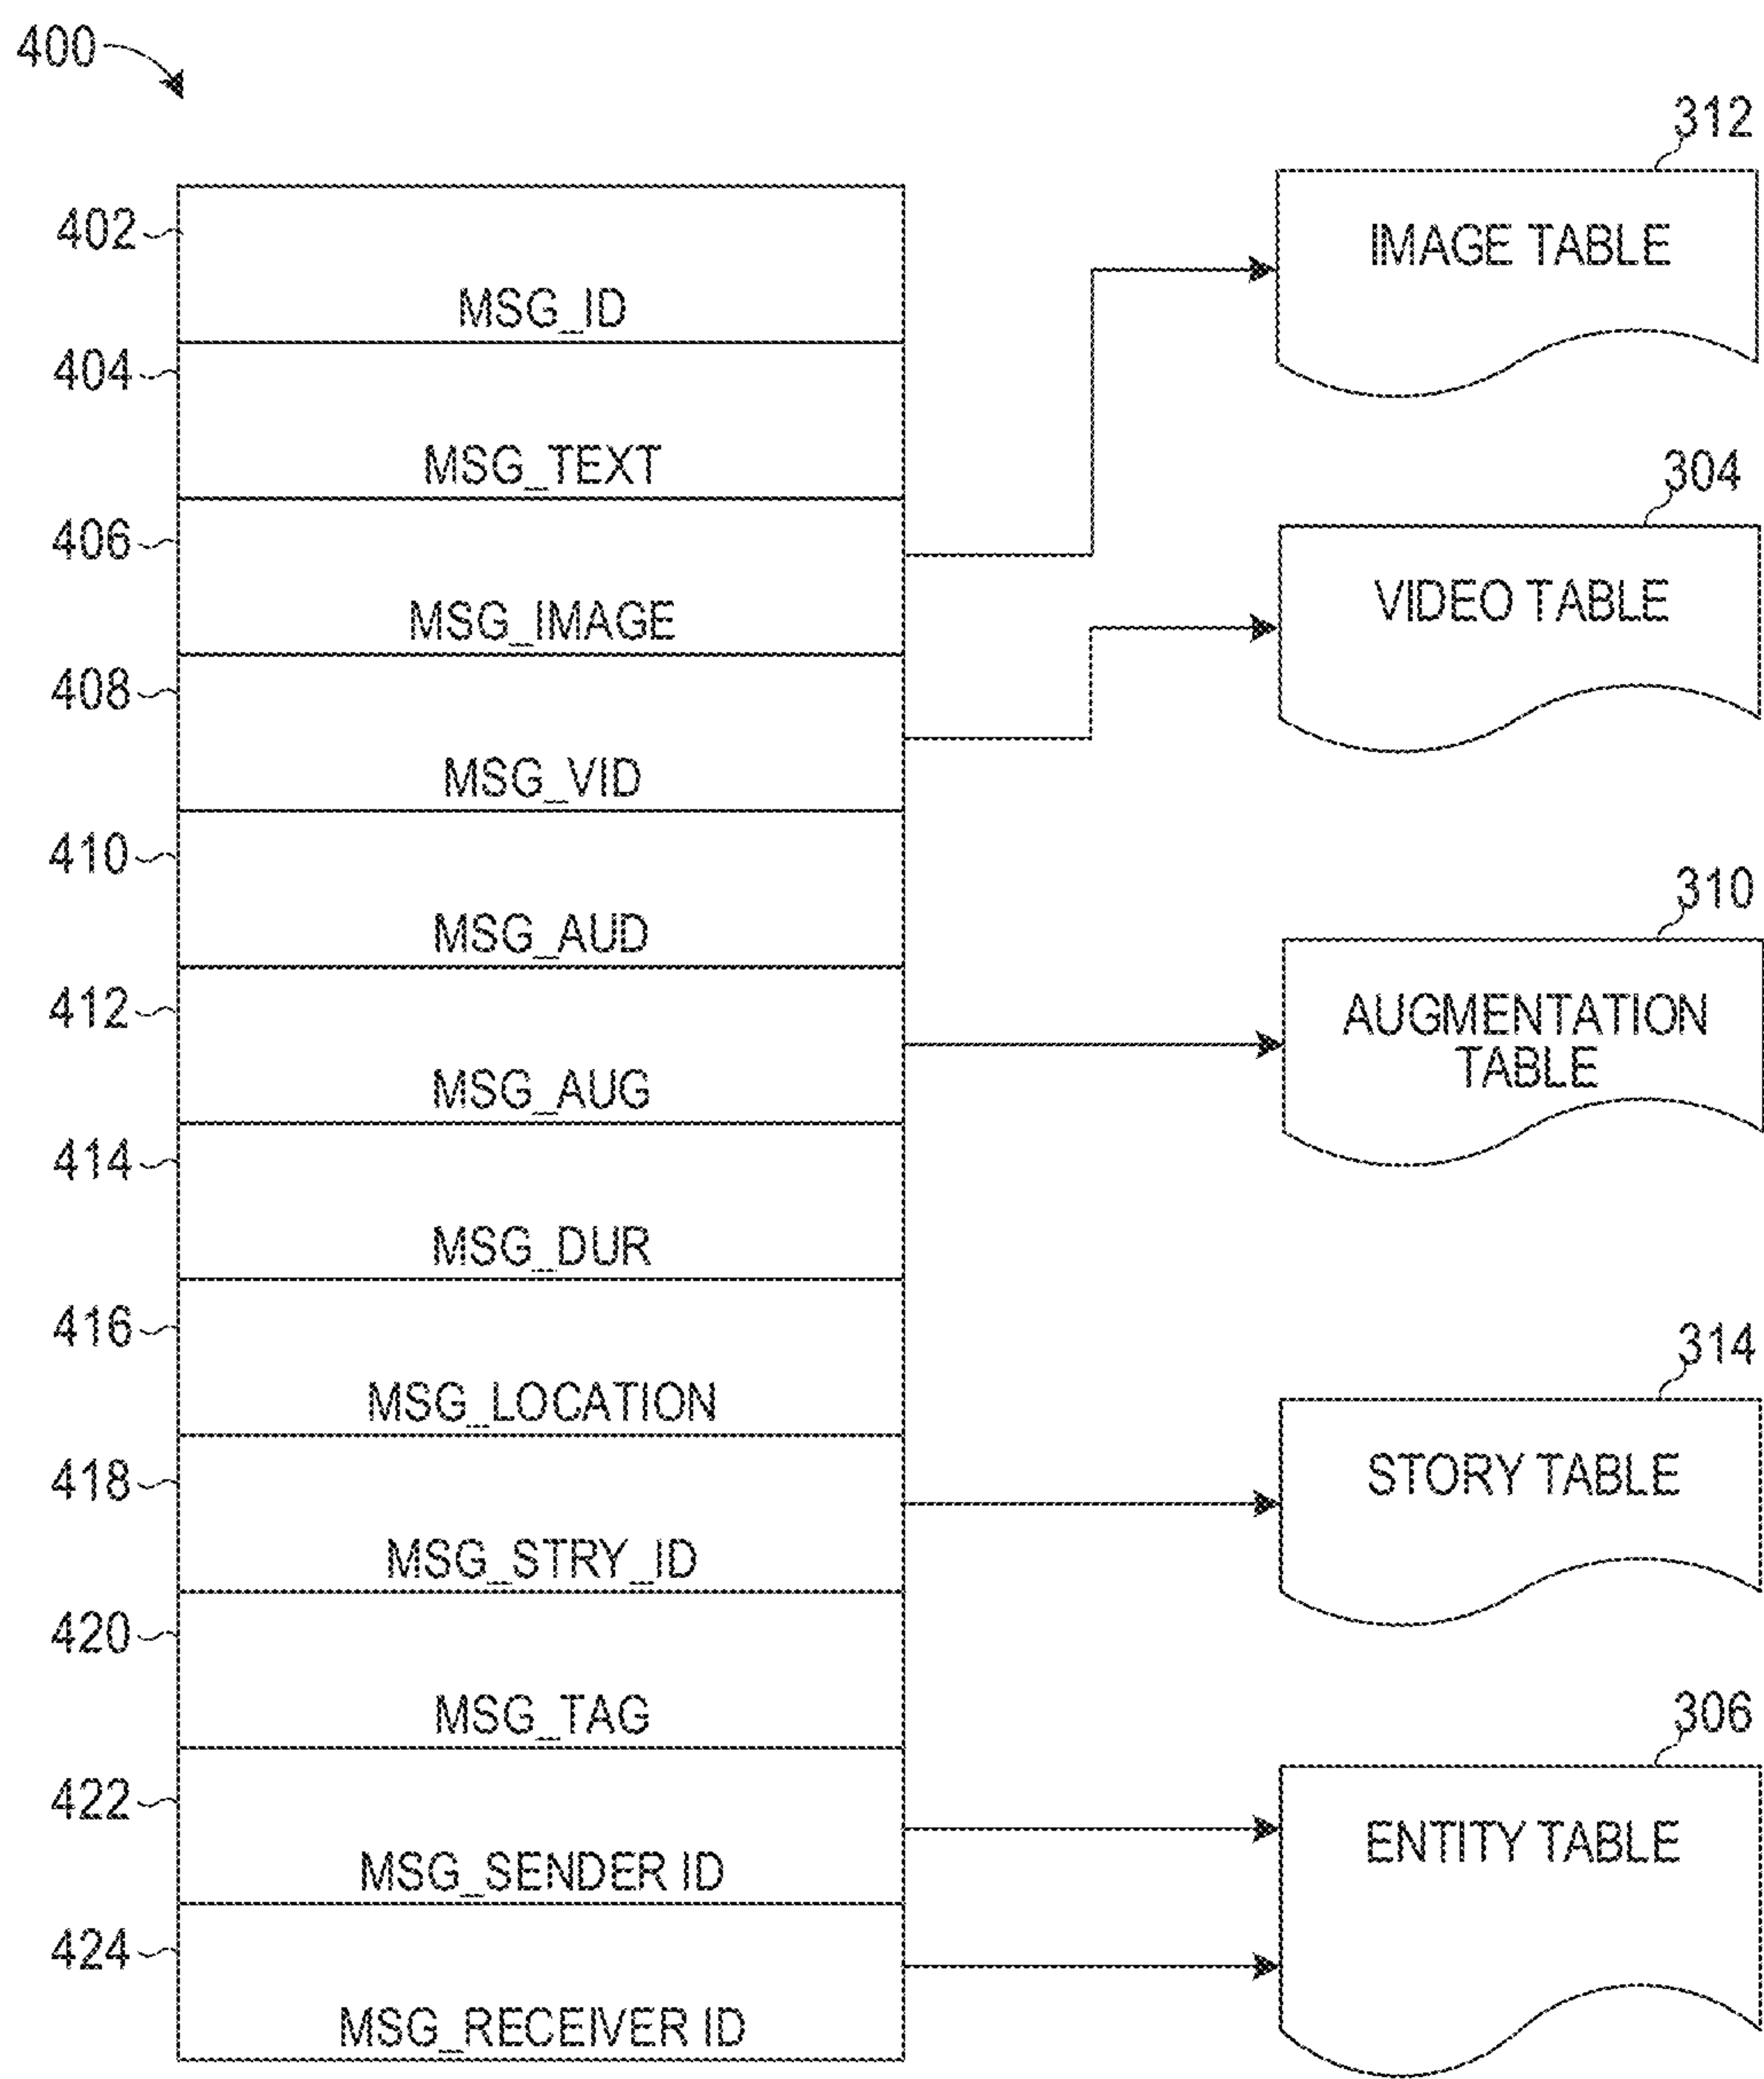 400
402
MSG_ID
404
MSG_TEXT
406
MSG_IMAGE
408
MSG_VID
410
MSG_AUD
412
MSG_AUG
414
MSG_DUR
416
MSG_LOCATION
418
MSG_STRY_ID
420
MSG_TAG
422
MSG_SENDER ID
424
MSG_RECEIVER ID
312
IMAGE TABLE
304
VIDEO TABLE
310
AUGMENTATION
TABLE
314
STORY TABLE
306
ENTITY TABLE